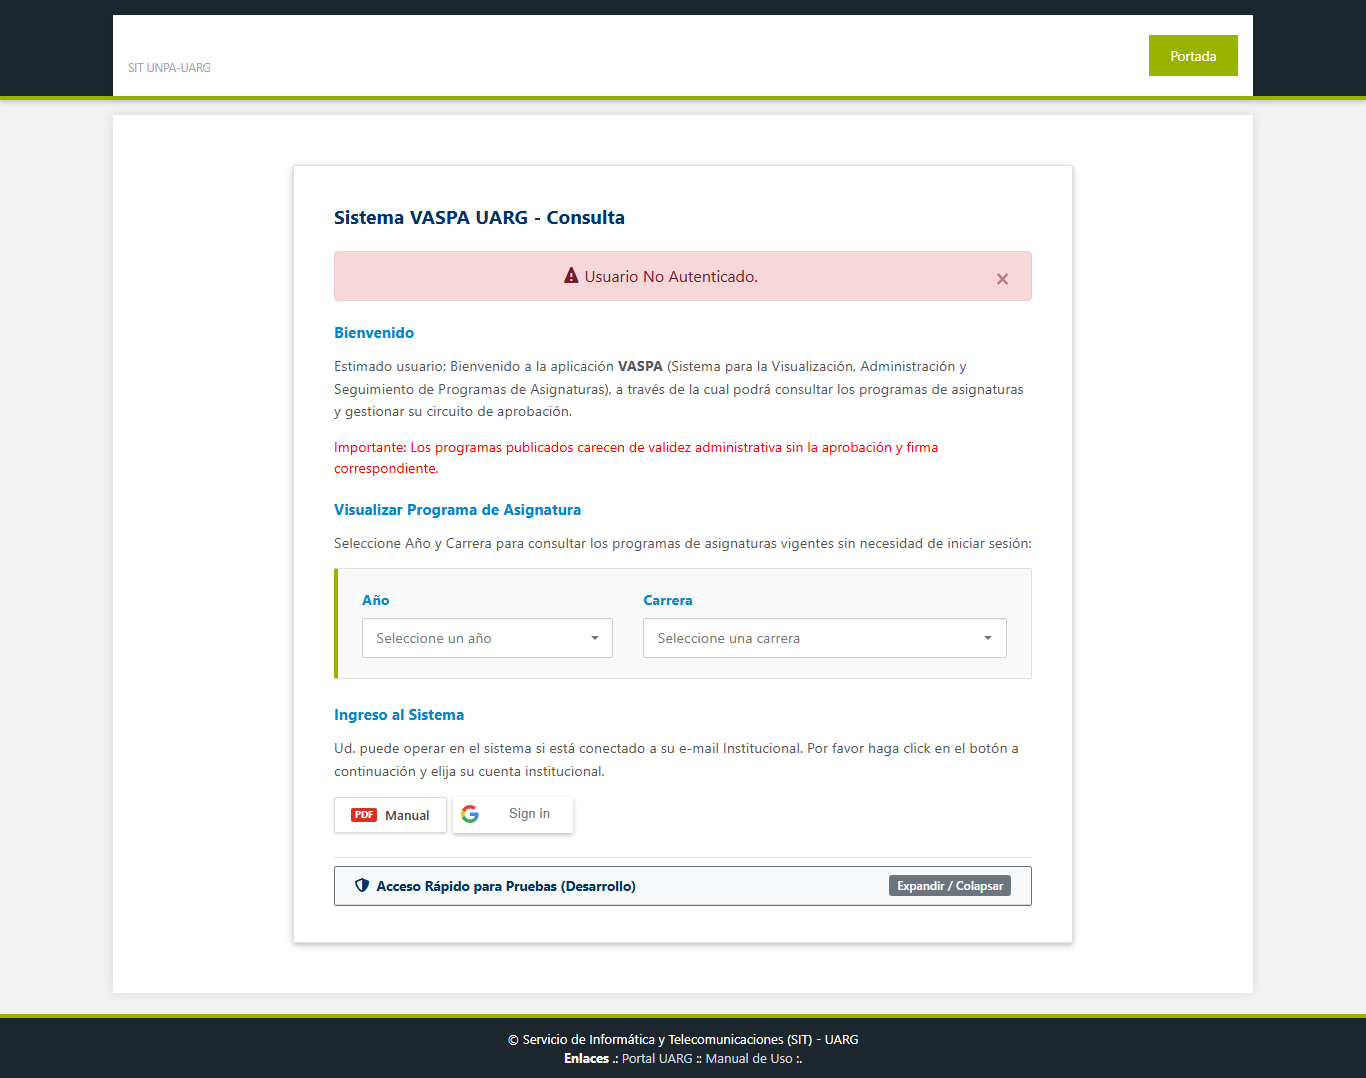 SIT UNPA-UARG
Portada
Sistema VASPA UARG - Consulta
Usuario No Autenticado.
×
Bienvenido
Estimado usuario: Bienvenido a la aplicación VASPA (Sistema para la Visualización, Administración y
Seguimiento de Programas de Asignaturas), a través de la cual podrá consultar los programas de asignaturas
y gestionar su circuito de aprobación.
Importante: Los programas publicados carecen de validez administrativa sin la aprobación y firma
correspondiente.
Visualizar Programa de Asignatura
Seleccione Año y Carrera para consultar los programas de asignaturas vigentes sin necesidad de iniciar sesión:
Año
Carrera
Seleccione un año
Seleccione una carrera
Ingreso al Sistema
Ud. puede operar en el sistema si está conectado a su e-mail Institucional. Por favor haga click en el botón a
continuación y elija su cuenta institucional.
PDF Manual
Sign in
Acceso Rápido para Pruebas (Desarrollo)
Expandir / Colapsar
© Servicio de Informática y Telecomunicaciones (SIT) - UARG
Enlaces .: Portal UARG :: Manual de Uso :.